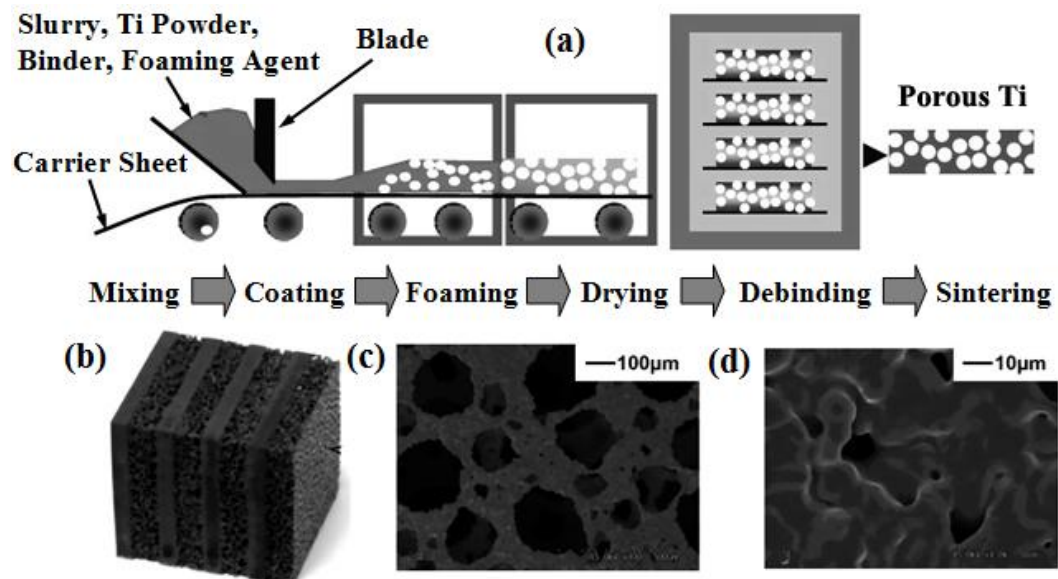 Slurry, Ti Powder,
Binder, Foaming Agent
Blade
(a)
Carrier Sheet
Porous Ti
Mixing Coating Foaming Drying Debinding Sintering
(b)
(c)
100μm
(d)
10μm